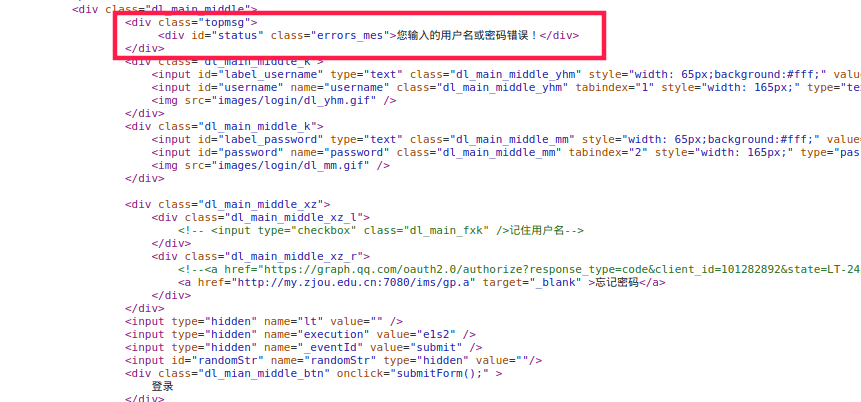 <div class="dl_main_middle">
<div class="topmsg">
<div id="status" class="errors_mes">您输入的用户名或密码错误！</div>
</div>
<div class="dl_main_middle_k">
<input id="label_username" type="text" class="dl_main_middle_yhm" style="width: 65px;background:#fff;" value
<input id="username" name="username" class="dl_main_middle_yhm" tabindex="1" style="width: 165px;" type="te
<img src="images/login/dl_yhm.gif" />
</div>
<div class="dl_main_middle_k">
<input id="label_password" type="text" class="dl_main_middle_mm" style="width: 65px;background:#fff;" value
<input id="password" name="password" class="dl_main_middle_mm" tabindex="2" style="width: 165px;" type="pas
<img src="images/login/dl_mm.gif" />
</div>
<div class="dl_main_middle_xz">
<div class="dl_main_middle_xz_l">
<!-- <input type="checkbox" class="dl_main_fxk" />记住用户名-->
</div>
<div class="dl_main_middle_xz_r">
<!--<a href="https://graph.qq.com/oauth2.0/authorize?response_type=code&client_id=101282892&state=LT-24
<a href="http://my.zjou.edu.cn:7080/ims/gp.a" target="_blank" >忘记密码</a>
</div>
</div>
<input type="hidden" name="lt" value="" />
<input type="hidden" name="execution" value="e1s2" />
<input type="hidden" name="_eventId" value="submit" />
<input id="randomStr" name="randomStr" type="hidden" value=""/>
<div class="dl_mian_middle_btn" onclick="submitForm();" >
登录
</div>